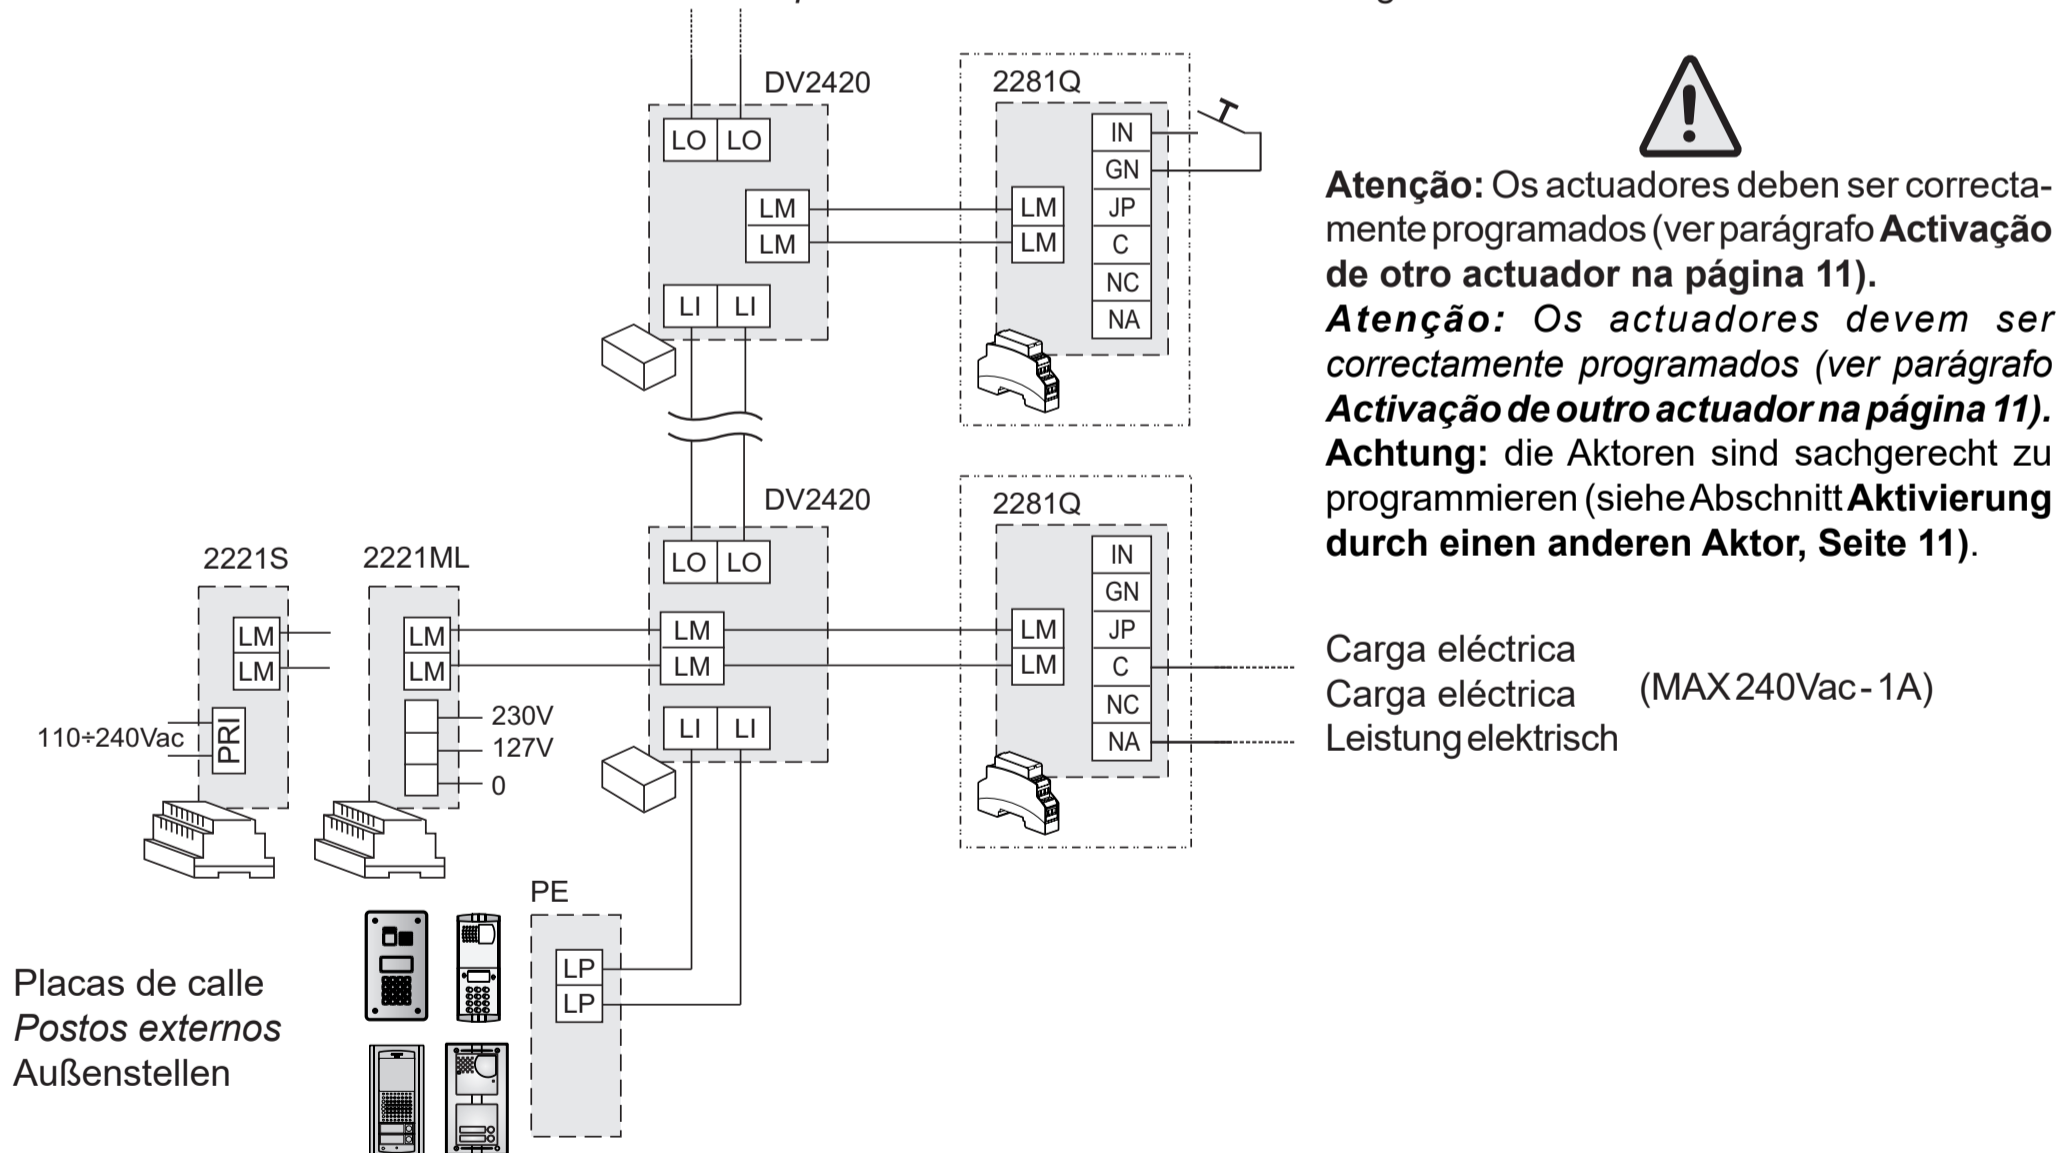 DV2420
LO LO
LM
LM
LI LI
2281Q
LM
LM
IN
GN
JP
C
NC
NA
Atenção: Os actuadores deben ser correcta-
mente programados (ver parágrafo Activação
de otro actuador na página 11).
Atenção: Os actuadores devem ser
correctamente programados (ver parágrafo
Activação de outro actuador na página 11).
Achtung: die Aktoren sind sachgerecht zu
programmieren (siehe Abschnitt Aktivierung
durch einen anderen Aktor, Seite 11).
2221S
LM
LM
PRI
110÷240Vac
2221ML
LM
LM
230V
127V
0
DV2420
LO LO
LM
LM
LI LI
2281Q
LM
LM
IN
GN
JP
C
NC
NA
Carga eléctrica
Carga eléctrica
Leistung elektrisch
(MAX 240Vac - 1A)
PE
LP
LP
Placas de calle
Postos externos
Außenstellen